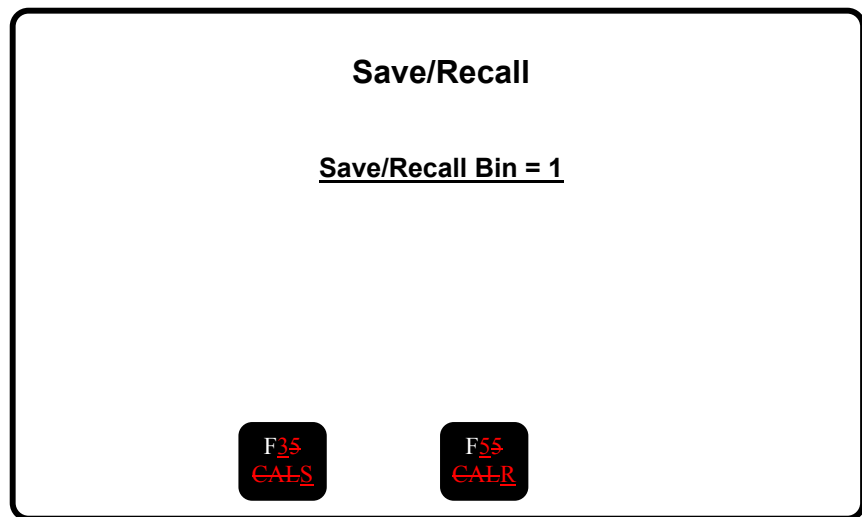 Save/Recall
Save/Recall Bin = 1
F35
CALS
F55
CALR